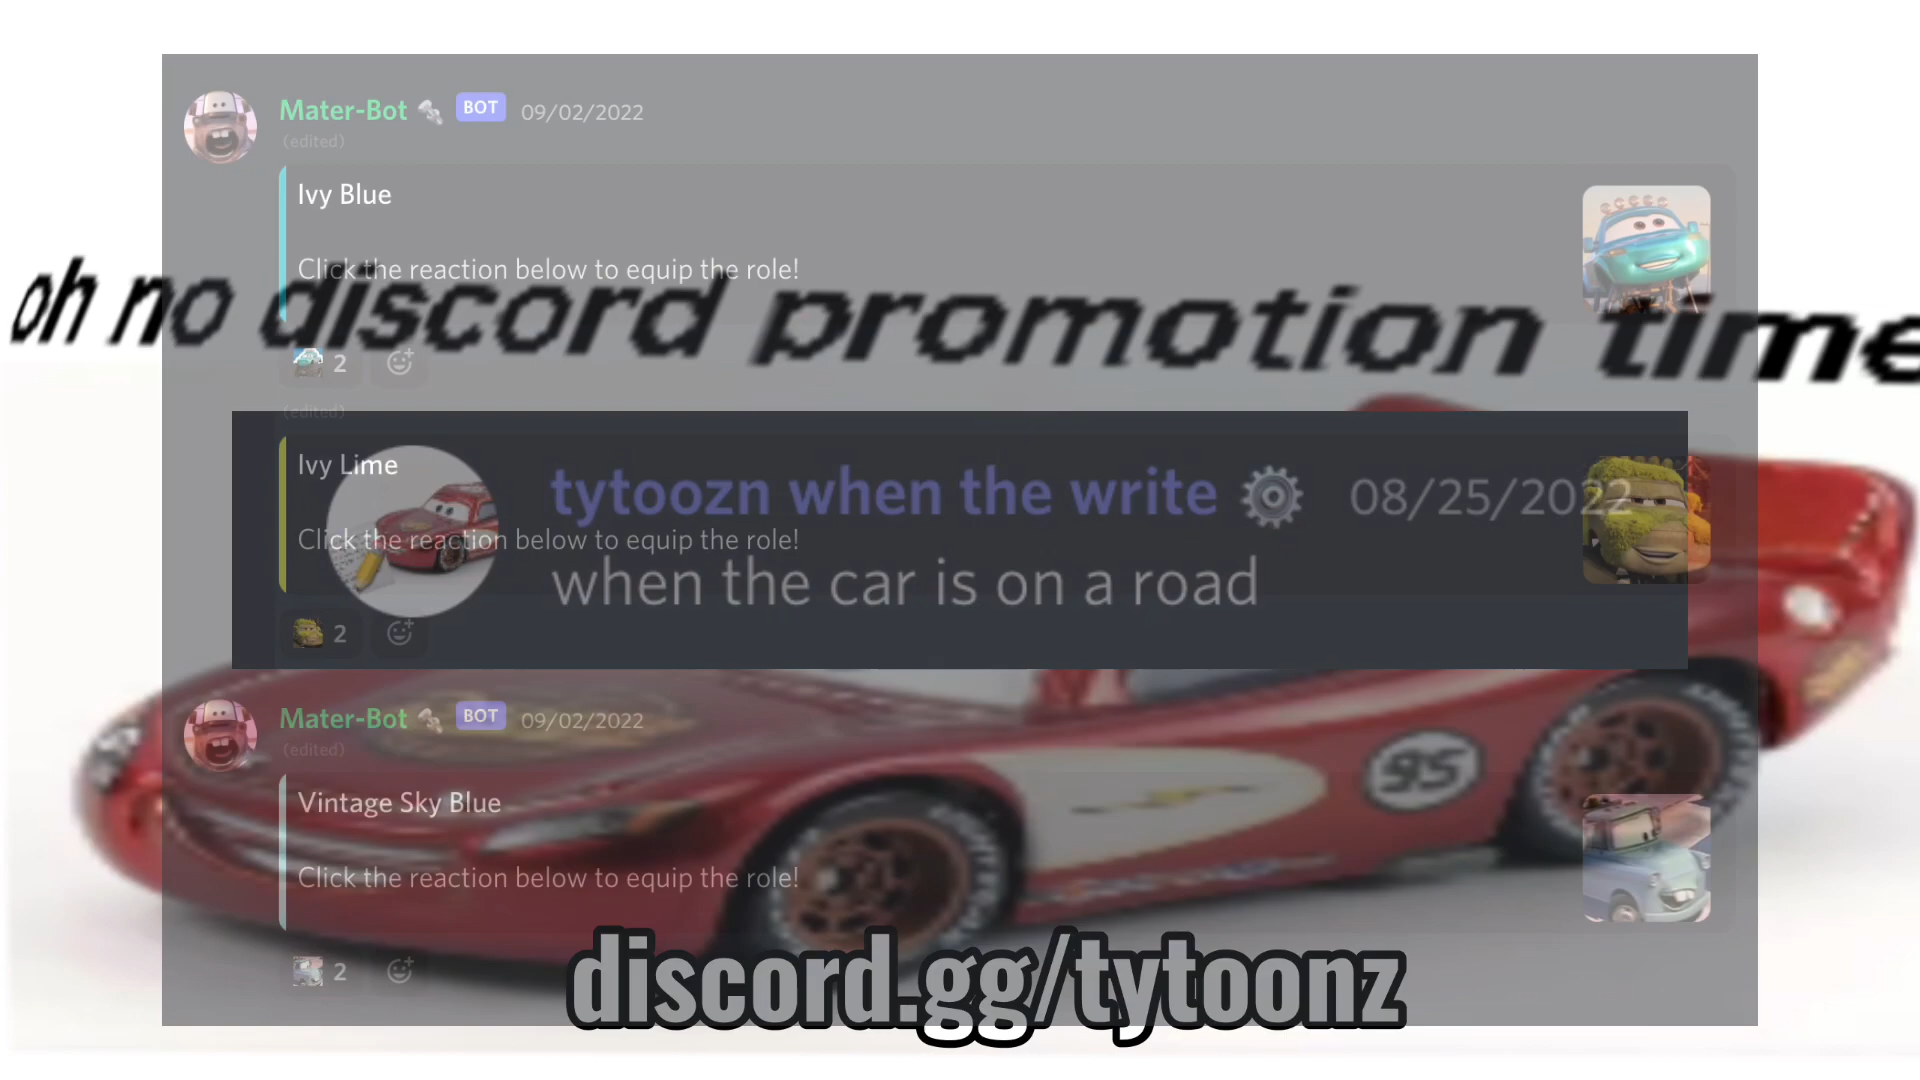 Mater-Bot BOT 09/02/2022
(edited)
Ivy Blue
Click the reaction below to equip the role!
oh no discord promotion time
2
(edited)
Ivy Lime
tytoozn when the write 08/25/2022
Click the reaction below to equip the role!
when the car is on a road
2
Mater-Bot BOT 09/02/2022
(edited)
95
Vintage Sky Blue
Click the reaction below to equip the role!
2
discord.gg/tytoonz